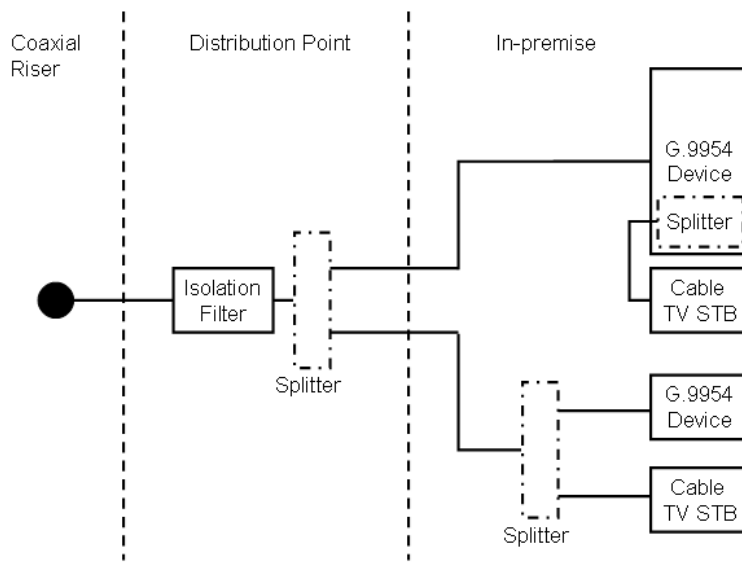 Coaxial
Riser
Distribution Point
In-premise
G.9954
Device
Splitter
Isolation
Filter
Splitter
Cable
TV STB
G.9954
Device
Splitter
Cable
TV STB